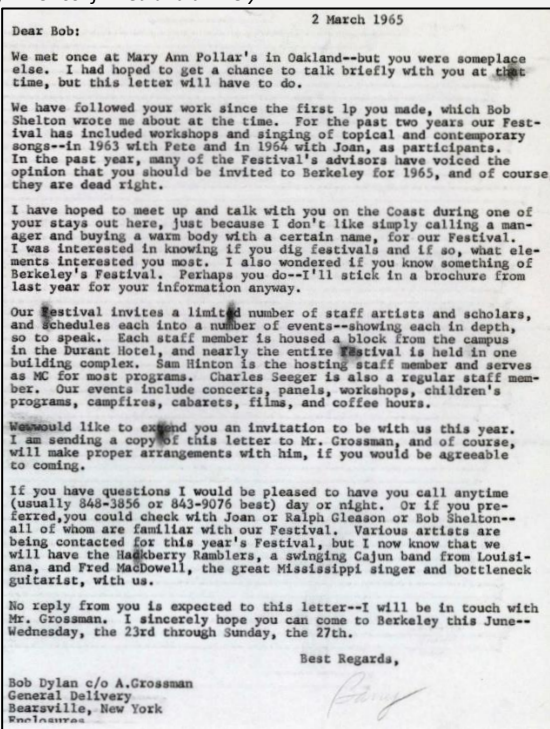 2 March 1965
Dear Bob:
We met once at Mary Ann Pollar's in Oakland--but you were someplace
else. I had hoped to get a chance to talk briefly with you at that
time, but this letter will have to do.
We have followed your work since the first lp you made, which Bob
Shelton wrote me about at the time. For the past two years our Fest-
ival has included workshops and singing of topical and contemporary
songs--in 1963 with Pete and in 1964 with Joan, as participants.
In the past year, many of the Festival's advisors have voiced the
opinion that you should be invited to Berkeley for 1965, and of course
they are dead right.
I have hoped to meet up and talk with you on the Coast during one of
your stays out here, just because I don't like simply calling a man-
ager and buying a warm body with a certain name, for our Festival.
I was interested in knowing if you dig festivals and if so, what ele-
ments interested you most. I also wondered if you know something of
Berkeley's Festival. Perhaps you do--I'll stick in a brochure from
last year for your information anyway.
Our Festival invites a limited number of staff artists and scholars,
and schedules each into a number of events--showing each in depth,
so to speak. Each staff member is housed a block from the campus
in the Durant Hotel, and nearly the entire Festival is held in one
building complex. Sam Hinton is the hosting staff member and serves
as MC for most programs. Charles Seeger is also a regular staff mem-
ber. Our events include concerts, panels, workshops, children's
programs, campfires, cabarets, films, and coffee hours.
We would like to extend you an invitation to be with us this year.
I am sending a copy of this letter to Mr. Grossman, and of course,
will make proper arrangements with him, if you would be agreeable
to coming.
If you have questions I would be pleased to have you call anytime
(usually 848-3856 or 843-9076 best) day or night. Or if you pre-
ferred,you could check with Joan or Ralph Gleason or Bob Shelton--
all of whom are familiar with our Festival. Various artists are
being contacted for this year's Festival, but I now know that we
will have the Hackberry Ramblers, a swinging Cajun band from Louisi-
ana, and Fred MacDowell, the great Mississippi singer and bottleneck
guitarist, with us.
No reply from you is expected to this letter--I will be in touch with
Mr. Grossman. I sincerely hope you can come to Berkeley this June--
Wednesday, the 23rd through Sunday, the 27th.
Best Regards,
Bob Dylan c/o A.Grossman
General Delivery
Bearsville, New York
Enclosures
Barry